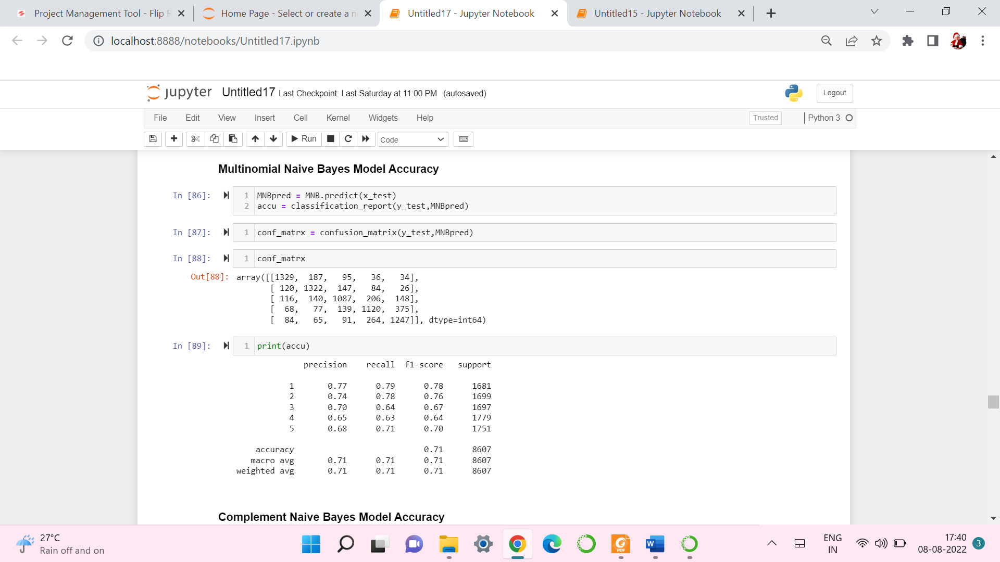 Project Management Tool - Flip R
Home Page - Select or create a n
Untitled17 - Jupyter Notebook
Untitled15 - Jupyter Notebook
localhost:8888/notebooks/Untitled17.ipynb
jupyter Untitled17 Last Checkpoint: Last Saturday at 11:00 PM (autosaved)
Logout
File Edit View Insert Cell Kernel Widgets Help Trusted Python 3
Run Code
Multinomial Naive Bayes Model Accuracy
In [86]: 1 MNBpred = MNB.predict(x_test)
2 accu = classification_report(y_test,MNBpred)
In [87]: 1 conf_matrx = confusion_matrix(y_test,MNBpred)
In [88]: 1 conf_matrx
Out[88]: array([[1329, 187, 95, 36, 34],
[ 120, 1322, 147, 84, 26],
[ 116, 140, 1087, 206, 148],
[ 68, 77, 139, 1120, 375],
[ 84, 65, 91, 264, 1247]], dtype=int64)
In [89]: 1 print(accu)
precision recall f1-score support
1 0.77 0.79 0.78 1681
2 0.74 0.78 0.76 1699
3 0.70 0.64 0.67 1697
4 0.65 0.63 0.64 1779
5 0.68 0.71 0.70 1751
accuracy 0.71 8607
macro avg 0.71 0.71 0.71 8607
weighted avg 0.71 0.71 0.71 8607
Complement Naive Bayes Model Accuracy
27°C
Rain off and on
PDF
W
ENG
IN
17:40
08-08-2022
3